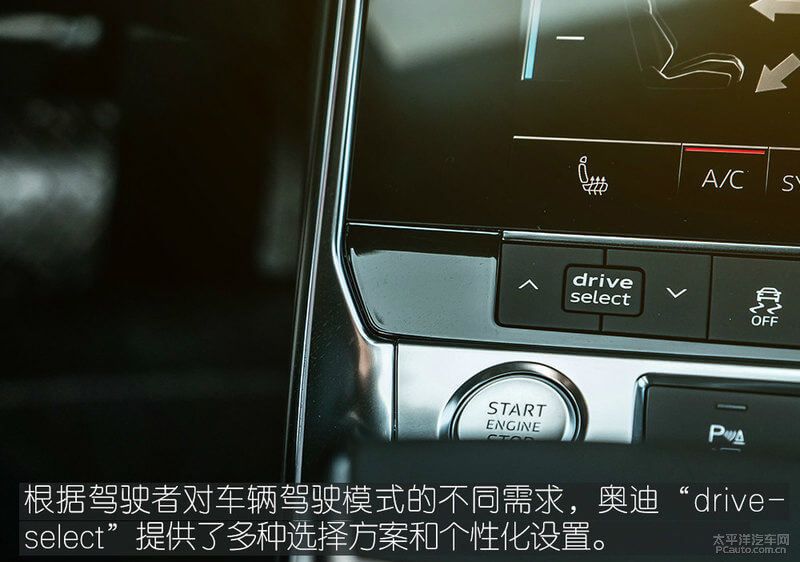 A/C
SY
drive
select
OFF
START
ENGINE
STOP
P
根据驾驶者对车辆驾驶模式的不同需求，奥迪“drive-
select”提供了多种选择方案和个性化设置。
太平洋汽车网
PCauto.com.cn